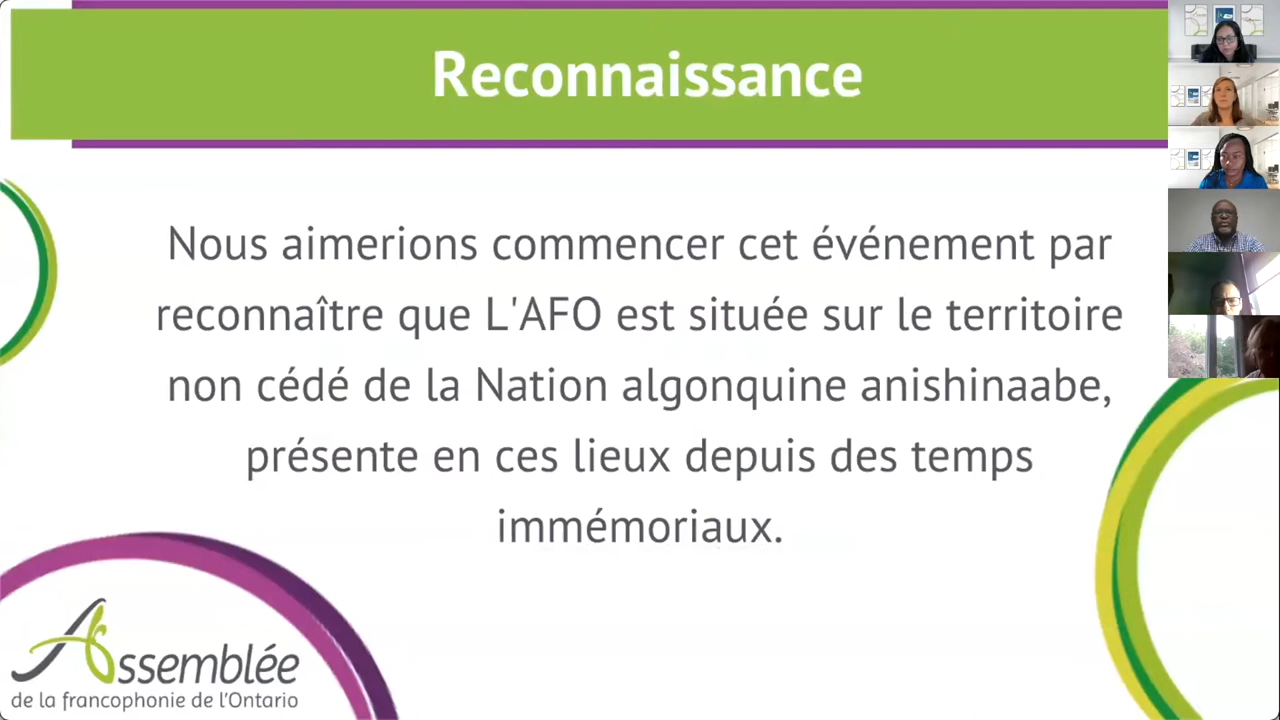 Reconnaissance
Nous aimerions commencer cet événement par
reconnaître que L'AFO est située sur le territoire
non cédé de la Nation algonquine anishinaabe,
présente en ces lieux depuis des temps
immémoriaux.
Assemblée
de la francophonie de l'Ontario